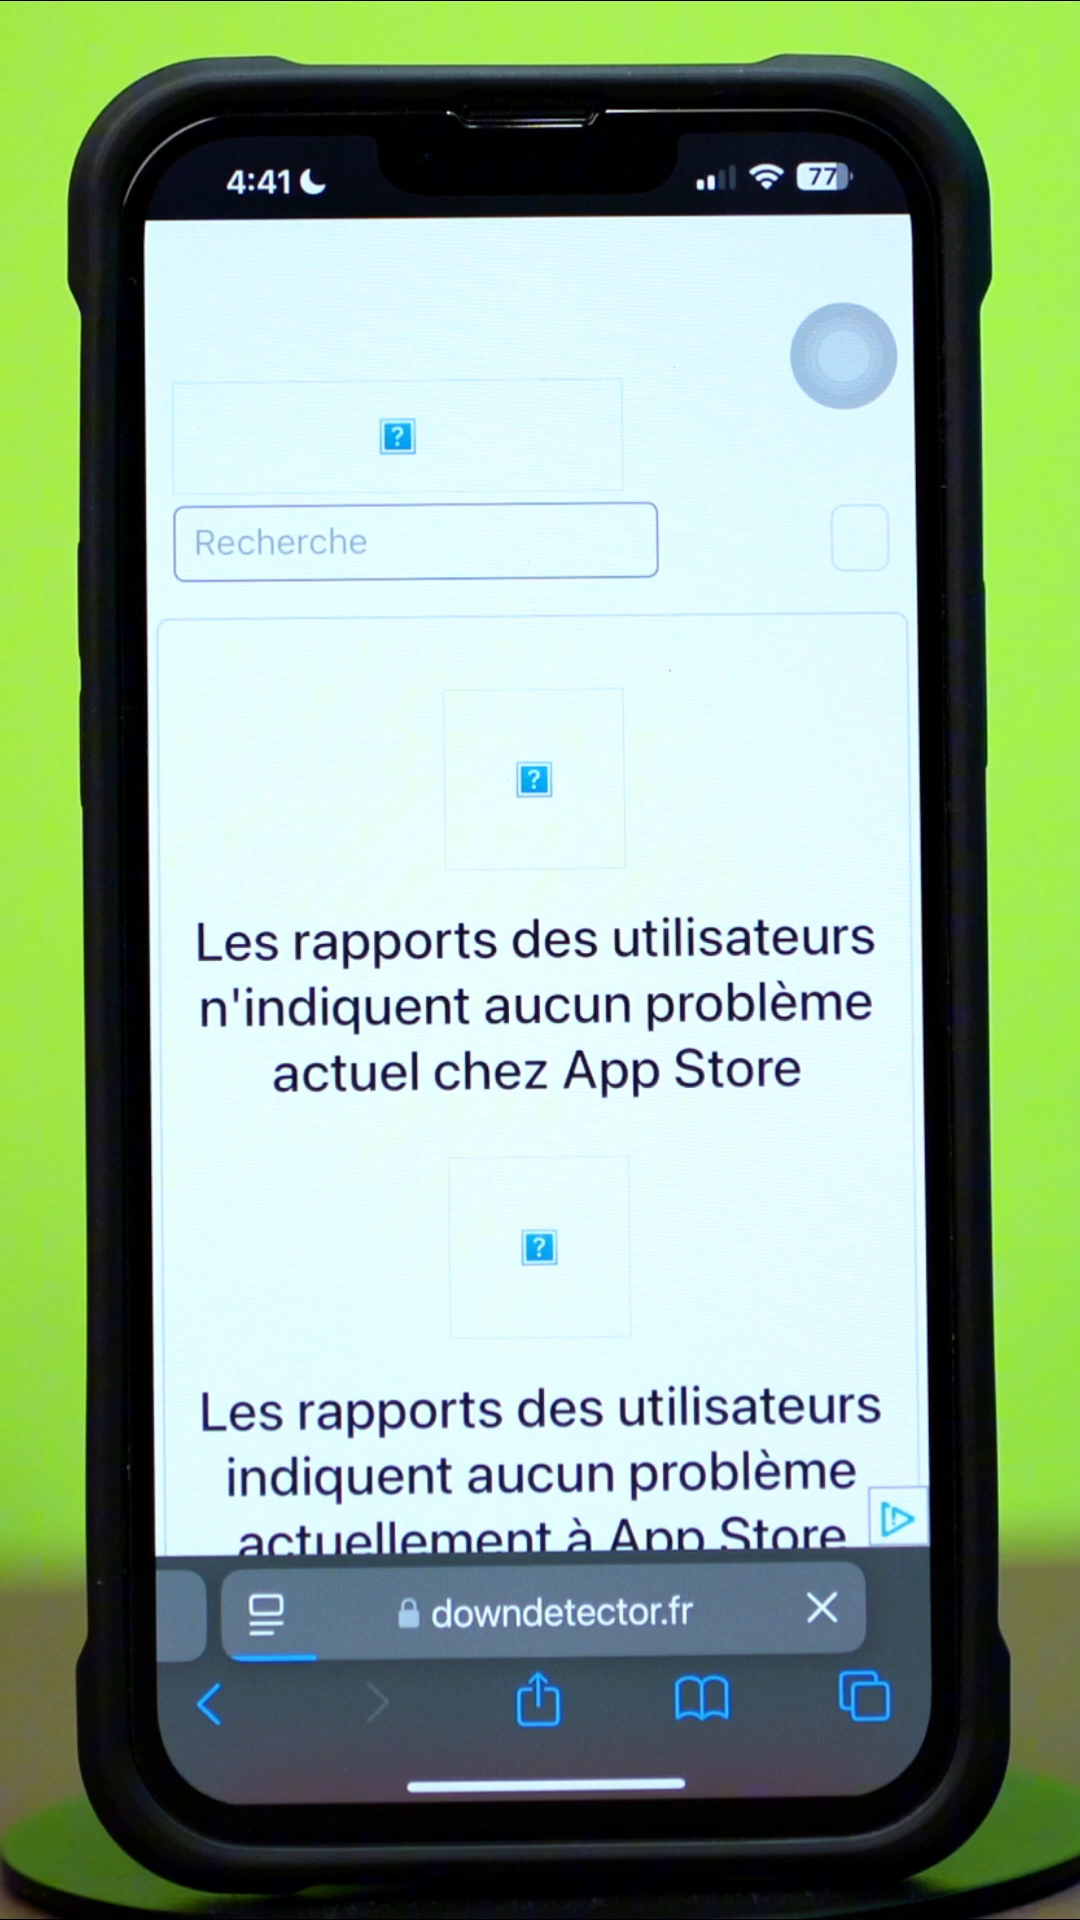 4:41
77
Recherche
Les rapports des utilisateurs
n'indiquent aucun problème
actuel chez App Store
Les rapports des utilisateurs
indiquent aucun problème
actuellement à App Store
downdetector.fr